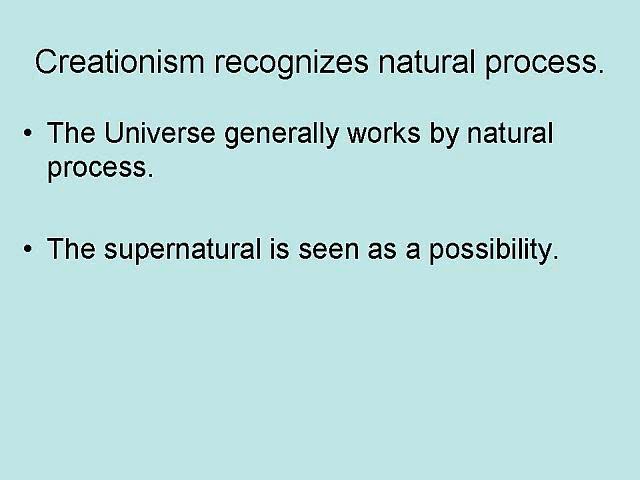 Creationism recognizes natural process.
• The Universe generally works by natural
process.
• The supernatural is seen as a possibility.